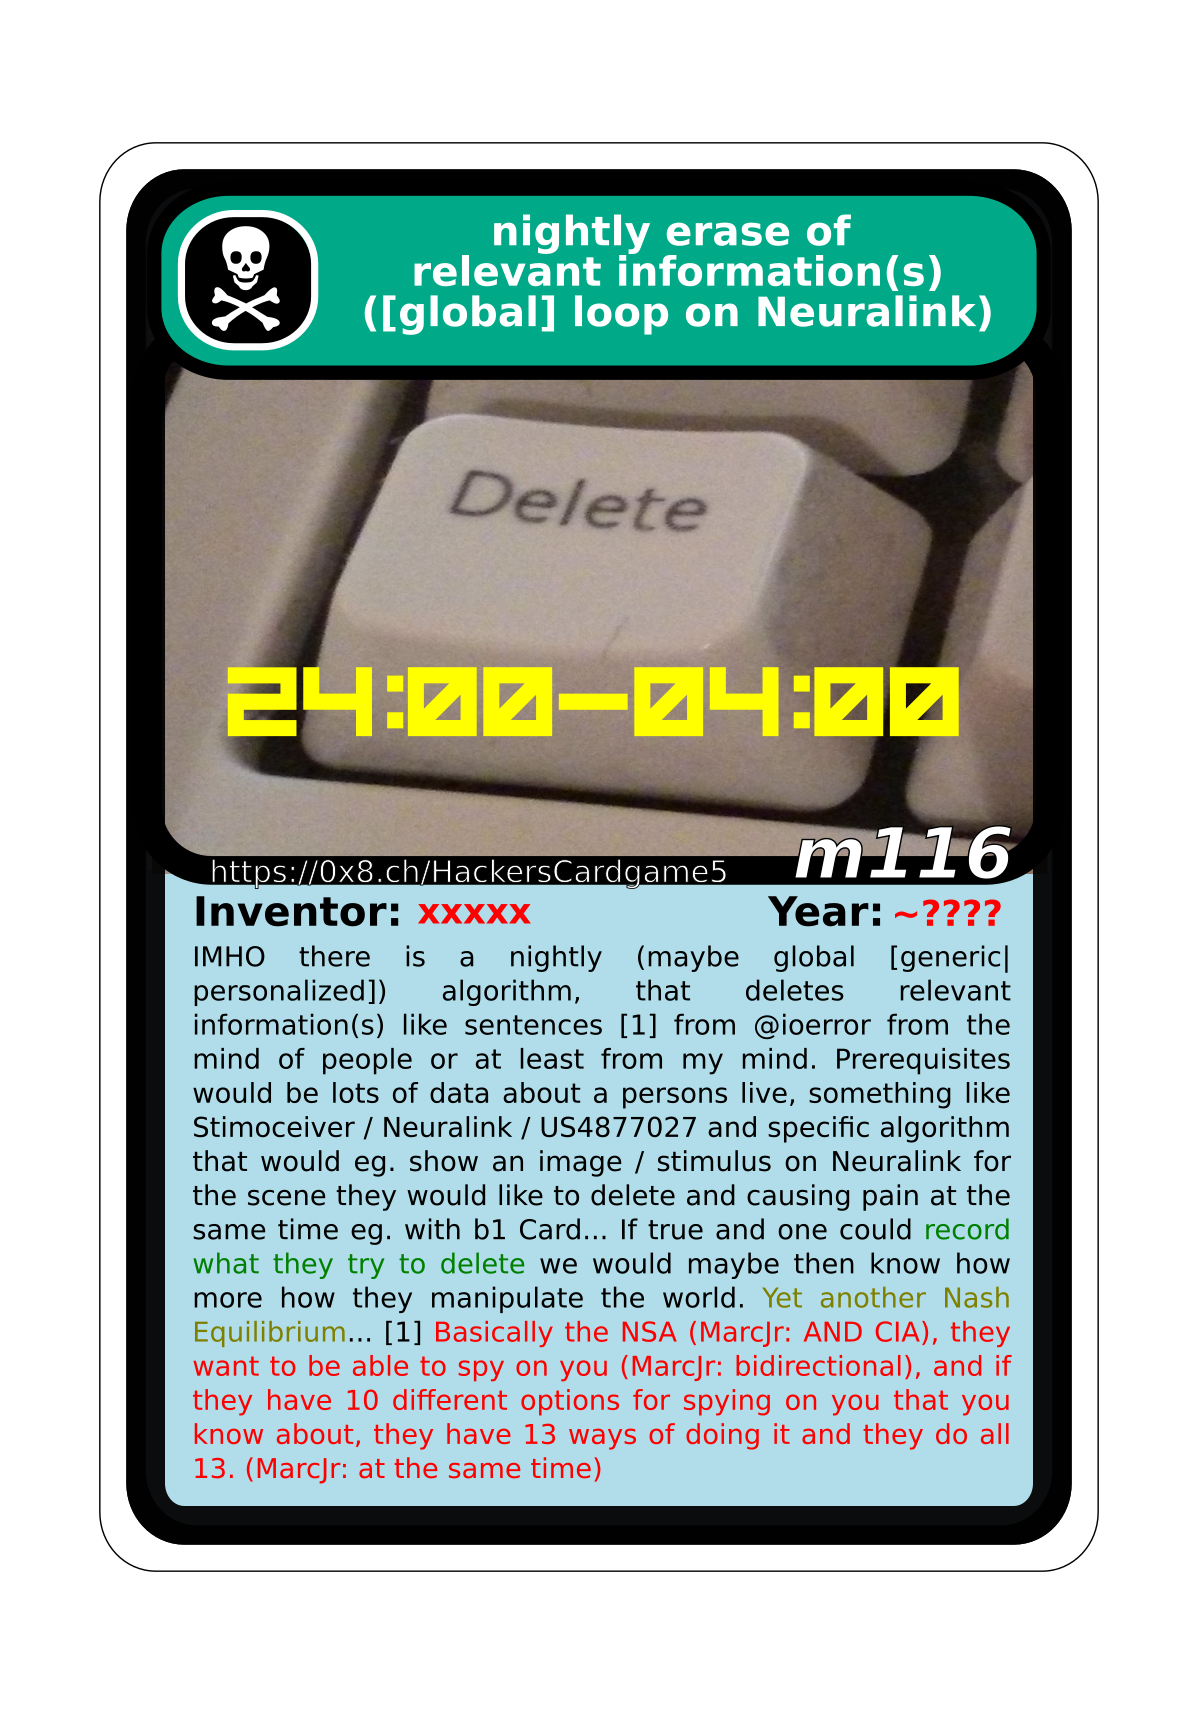 nightly erase of
relevant information(s)
([global] loop on Neuralink)
Delete
24:00-04:00
m116
https://0x8.ch/HackersCardgame5
Inventor: xxxxx Year: ~????
IMHO there is a nightly (maybe global [generic|
personalized]) algorithm, that deletes relevant
information(s) like sentences [1] from @ioerror from the
mind of people or at least from my mind. Prerequisites
would be lots of data about a persons live, something like
Stimoceiver / Neuralink / US4877027 and specific algorithm
that would eg. show an image / stimulus on Neuralink for
the scene they would like to delete and causing pain at the
same time eg. with b1 Card... If true and one could record
what they try to delete we would maybe then know how
more how they manipulate the world. Yet another Nash
Equilibrium... [1] Basically the NSA (MarcJr: AND CIA), they
want to be able to spy on you (MarcJr: bidirectional), and if
they have 10 different options for spying on you that you
know about, they have 13 ways of doing it and they do all
13. (MarcJr: at the same time)